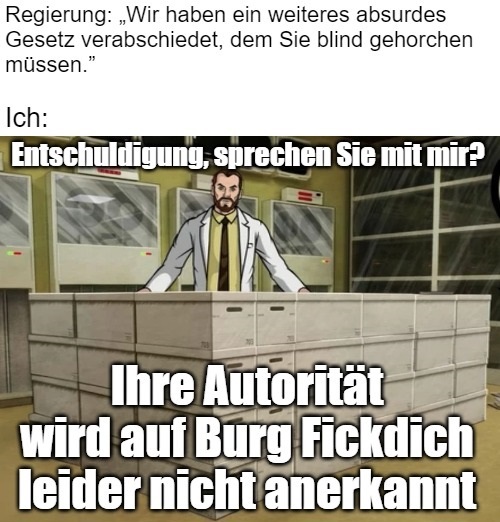 Regierung: „Wir haben ein weiteres absurdes
Gesetz verabschiedet, dem Sie blind gehorchen
müssen.”
Ich:
Entschuldigung, sprechen Sie mit mir?
Ihre Autorität
wird auf Burg Fickdich
leider nicht anerkannt